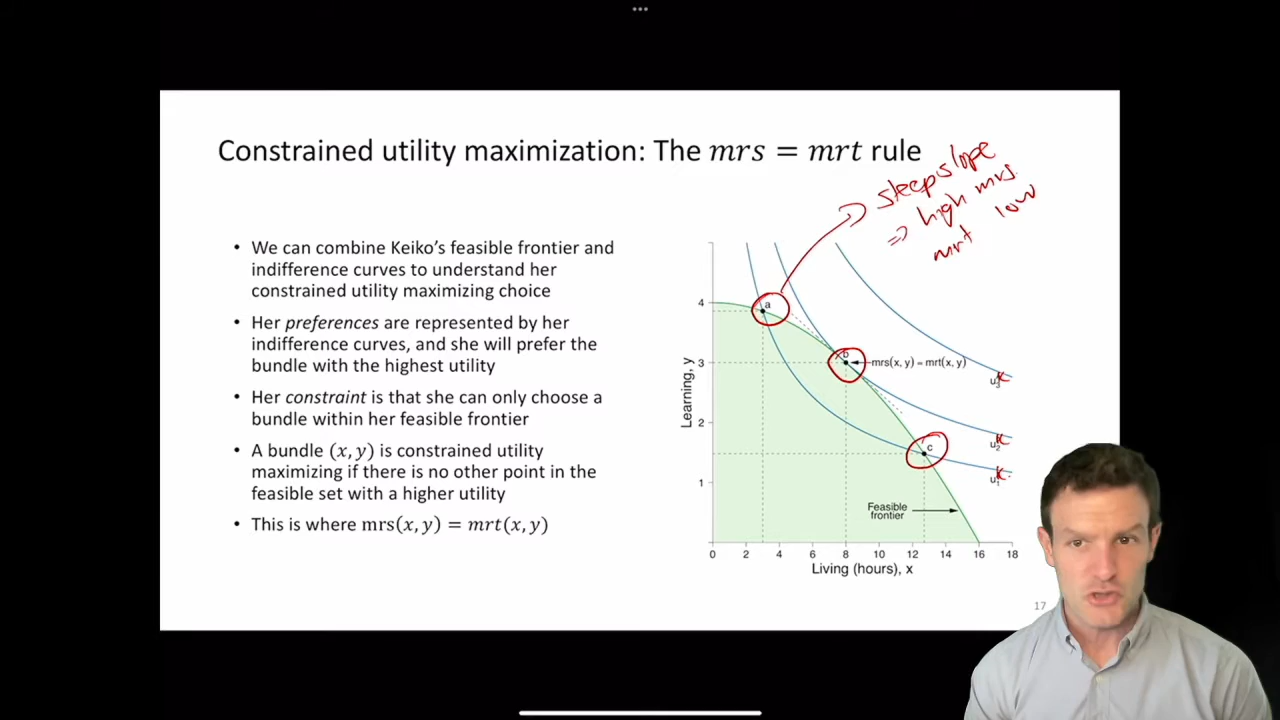 Constrained utility maximization: The mrs = mrt rule
steep slope
⇒ high mrs
mrt low
• We can combine Keiko's feasible frontier and
indifference curves to understand her
constrained utility maximizing choice
• Her preferences are represented by her
indifference curves, and she will prefer the
bundle with the highest utility
• Her constraint is that she can only choose a
bundle within her feasible frontier
• A bundle (x, y) is constrained utility
maximizing if there is no other point in the
feasible set with a higher utility
• This is where mrs(x, y) = mrt(x, y)
Learning, y
4
3
2
1
a
b
mrs(x, y) = mrt(x, y)
c
u3
u2
u1
Feasible
frontier
0 2 4 6 8 10 12 14 16 18
Living (hours), x
17